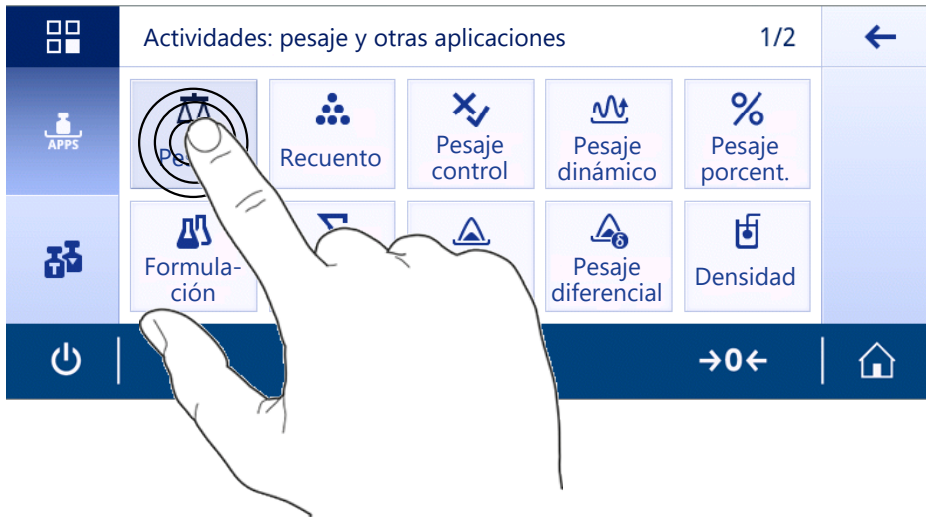 Actividades: pesaje y otras aplicaciones 1/2
APPS
Recuento
Pesaje
control
Pesaje
dinámico
Pesaje
porcent.
Formula-
ción
Pesaje
diferencial
Densidad
T
→0←